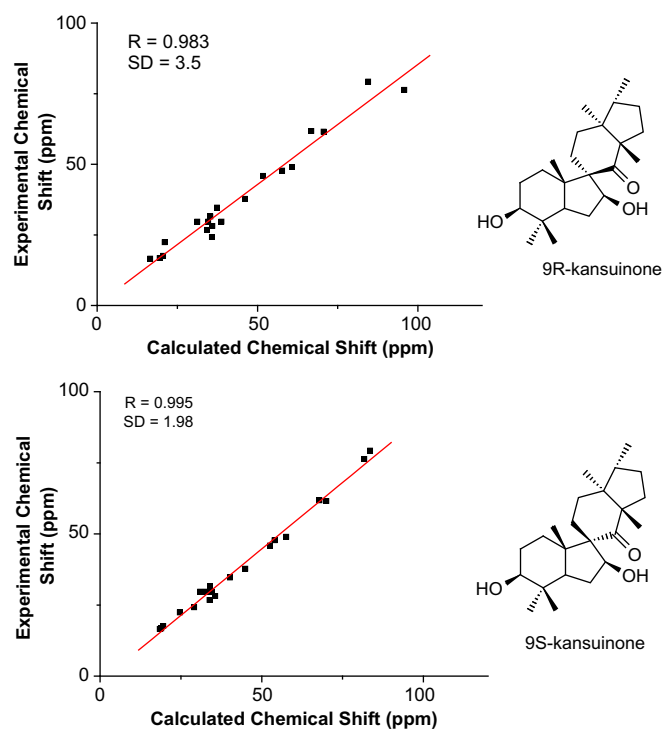 100
R = 0.983
SD = 3.5
Experimental Chemical
Shift (ppm)
50
0
0
50
100
Calculated Chemical Shift (ppm)
O
HO
OH
9R-kansuinone
100
R = 0.995
SD = 1.98
Experimental Chemical
Shift (ppm)
50
0
0
50
100
Calculated Chemical Shift (ppm)
O
HO
OH
9S-kansuinone